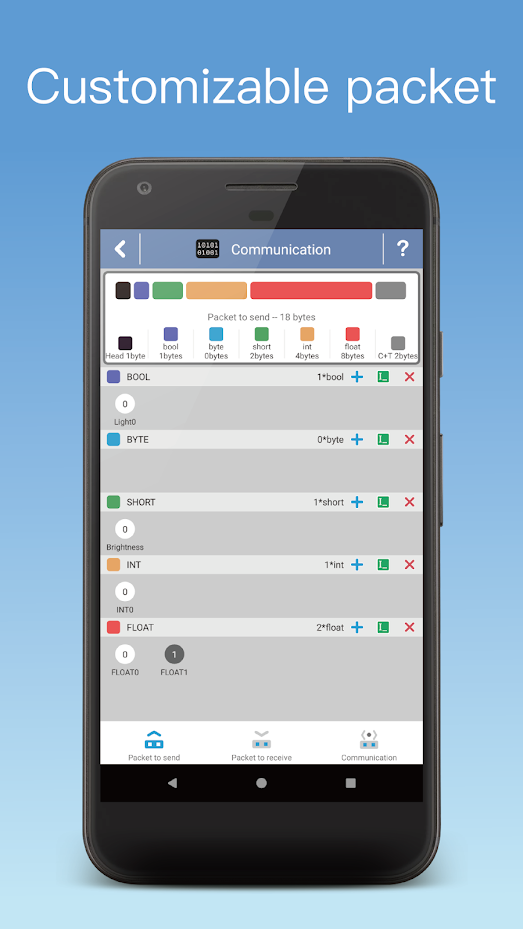 Customizable packet
10101
01001
Communication
?
Packet to send -- 18 bytes
Head 1byte
bool
1bytes
byte
0bytes
short
2bytes
int
4bytes
float
8bytes
C+T 2bytes
BOOL 1*bool
0
Light0
BYTE 0*byte
SHORT 1*short
0
Brightness
INT 1*int
0
INT0
FLOAT 2*float
0 1
FLOAT0 FLOAT1
Packet to send Packet to receive Communication